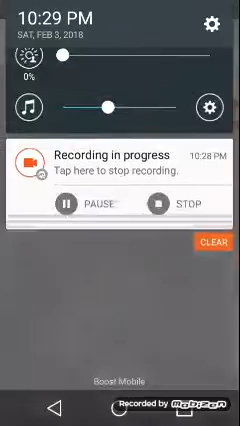 10:29 PM
SAT, FEB 3, 2018
0%
Recording in progress
10:28 PM
Tap here to stop recording.
PAUSE
STOP
CLEAR
Boost Mobile
Recorded by mobizen